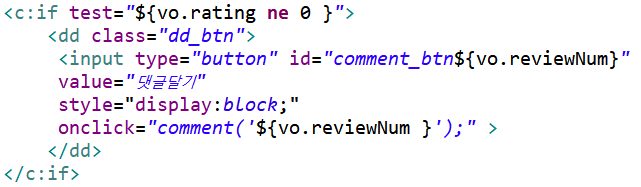 <c:if test="${vo.rating ne 0 }">
<dd class="dd_btn">
<input type="button" id="comment_btn${vo.reviewNum}"
value="댓글달기"
style="display:block;"
onclick="comment('${vo.reviewNum }');" >
</dd>
</c:if>